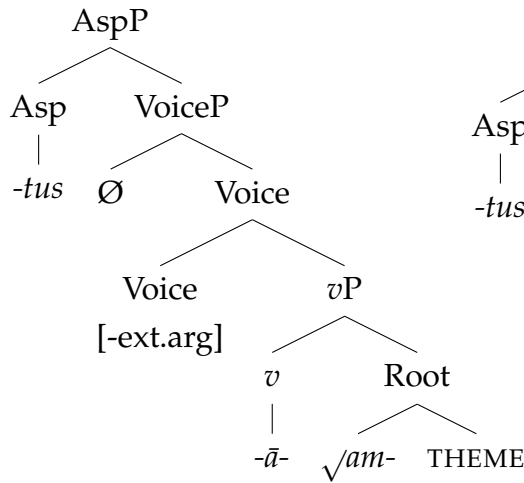 AspP
Asp VoiceP Asp
-tus Ø Voice -tus
Voice vP
[-ext.arg]
v Root
-ā- √am- THEME